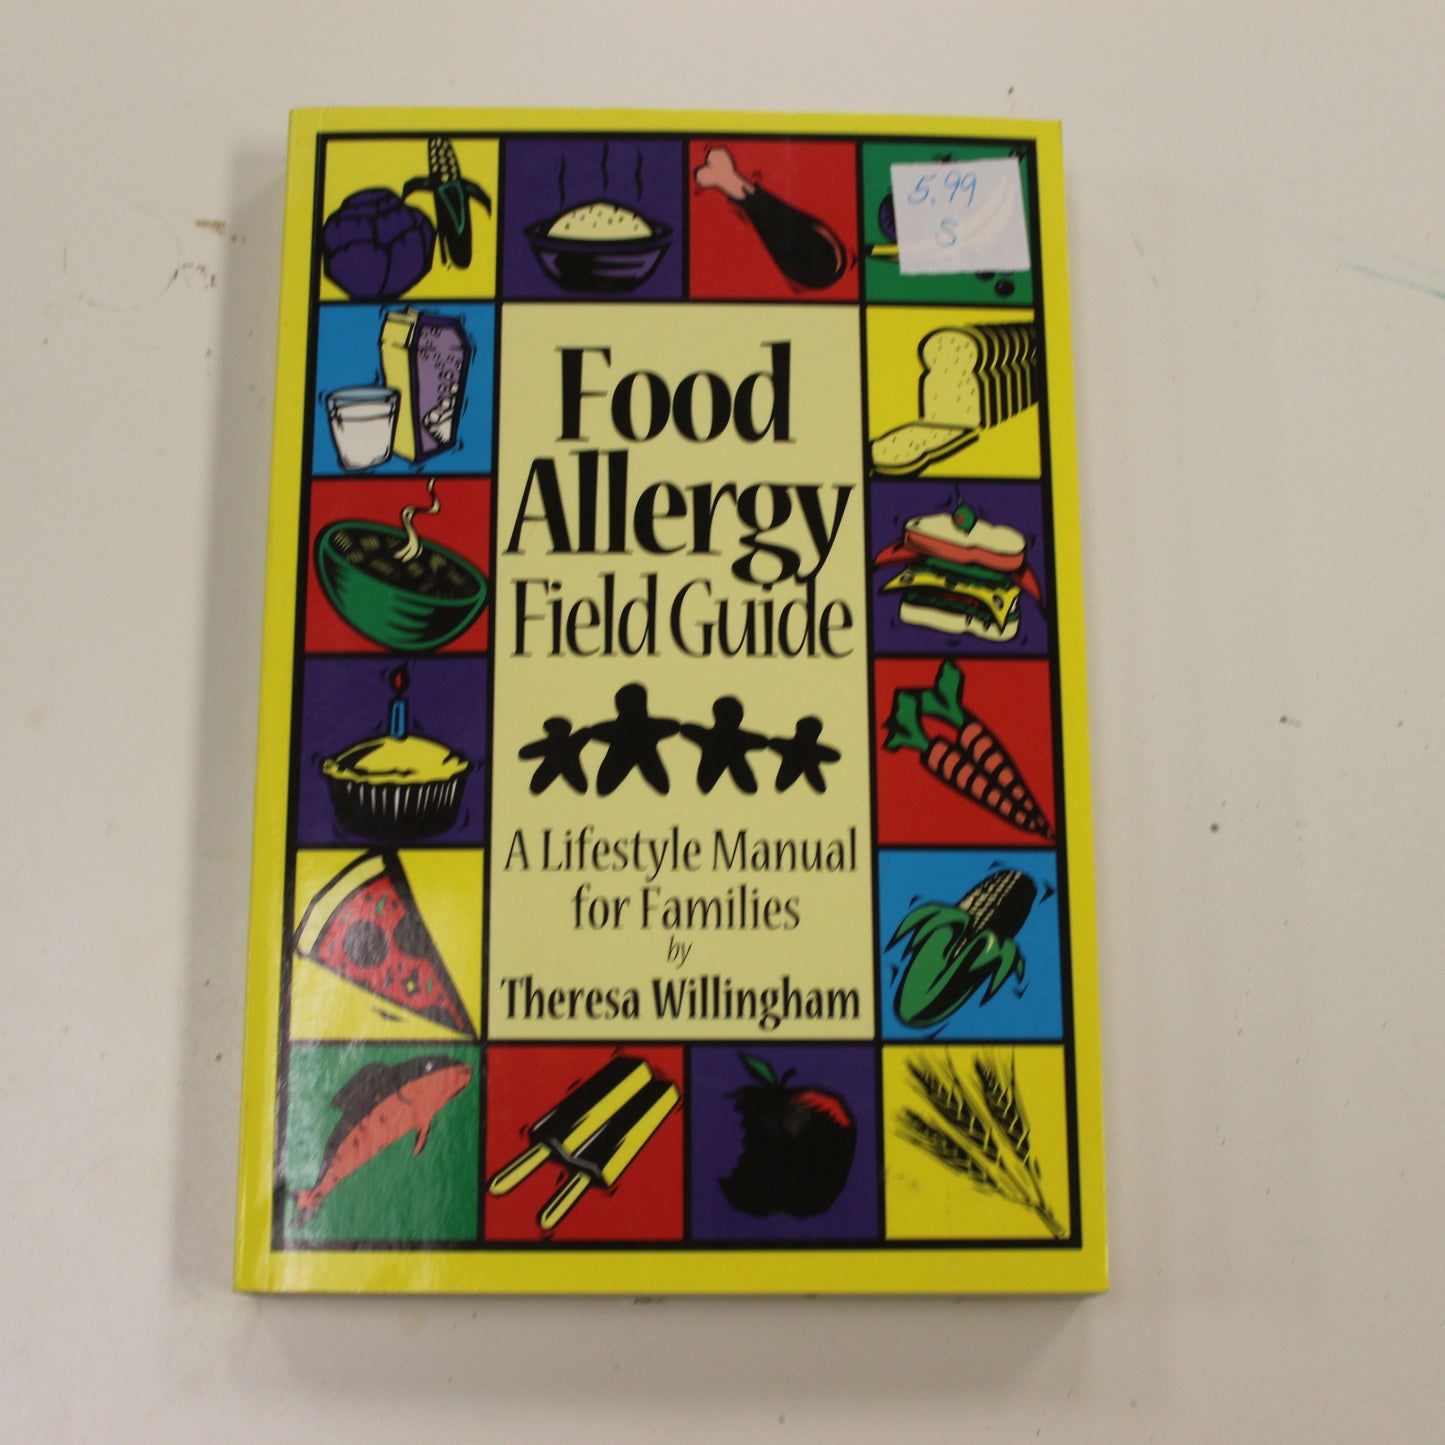 5.99
S
Food
Allergy
Field Guide
A Lifestyle Manual
for Families
by
Theresa Willingham